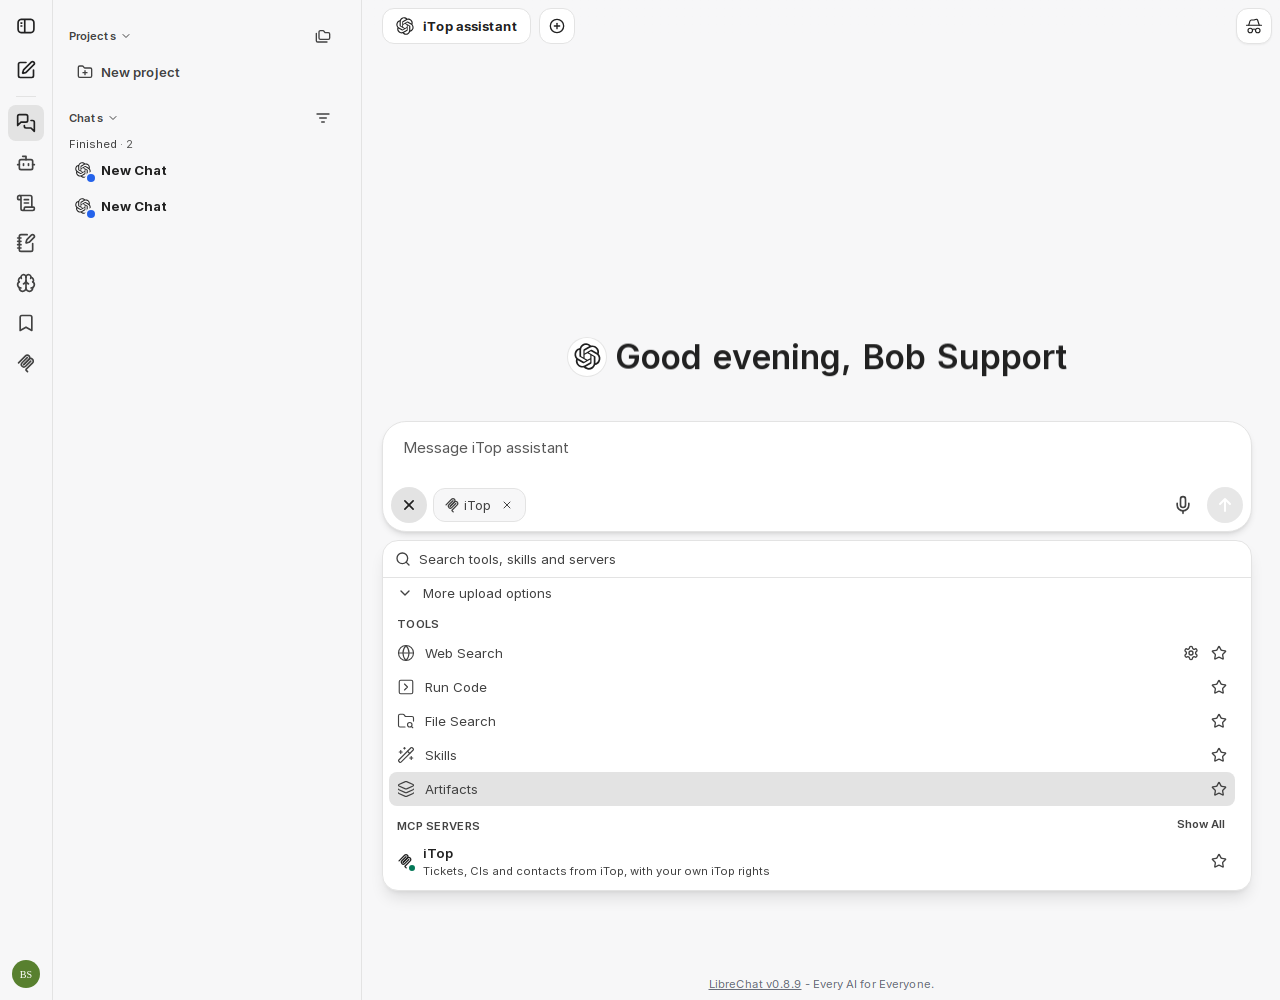 iTop assistant
Projects
New project
Chats
Finished · 2
New Chat
New Chat
Good evening, Bob Support
Message iTop assistant
iTop
Search tools, skills and servers
More upload options
TOOLS
Web Search
Run Code
File Search
Skills
Artifacts
MCP SERVERS
Show All
iTop
Tickets, CIs and contacts from iTop, with your own iTop rights
BS
LibreChat v0.8.9 - Every AI for Everyone.